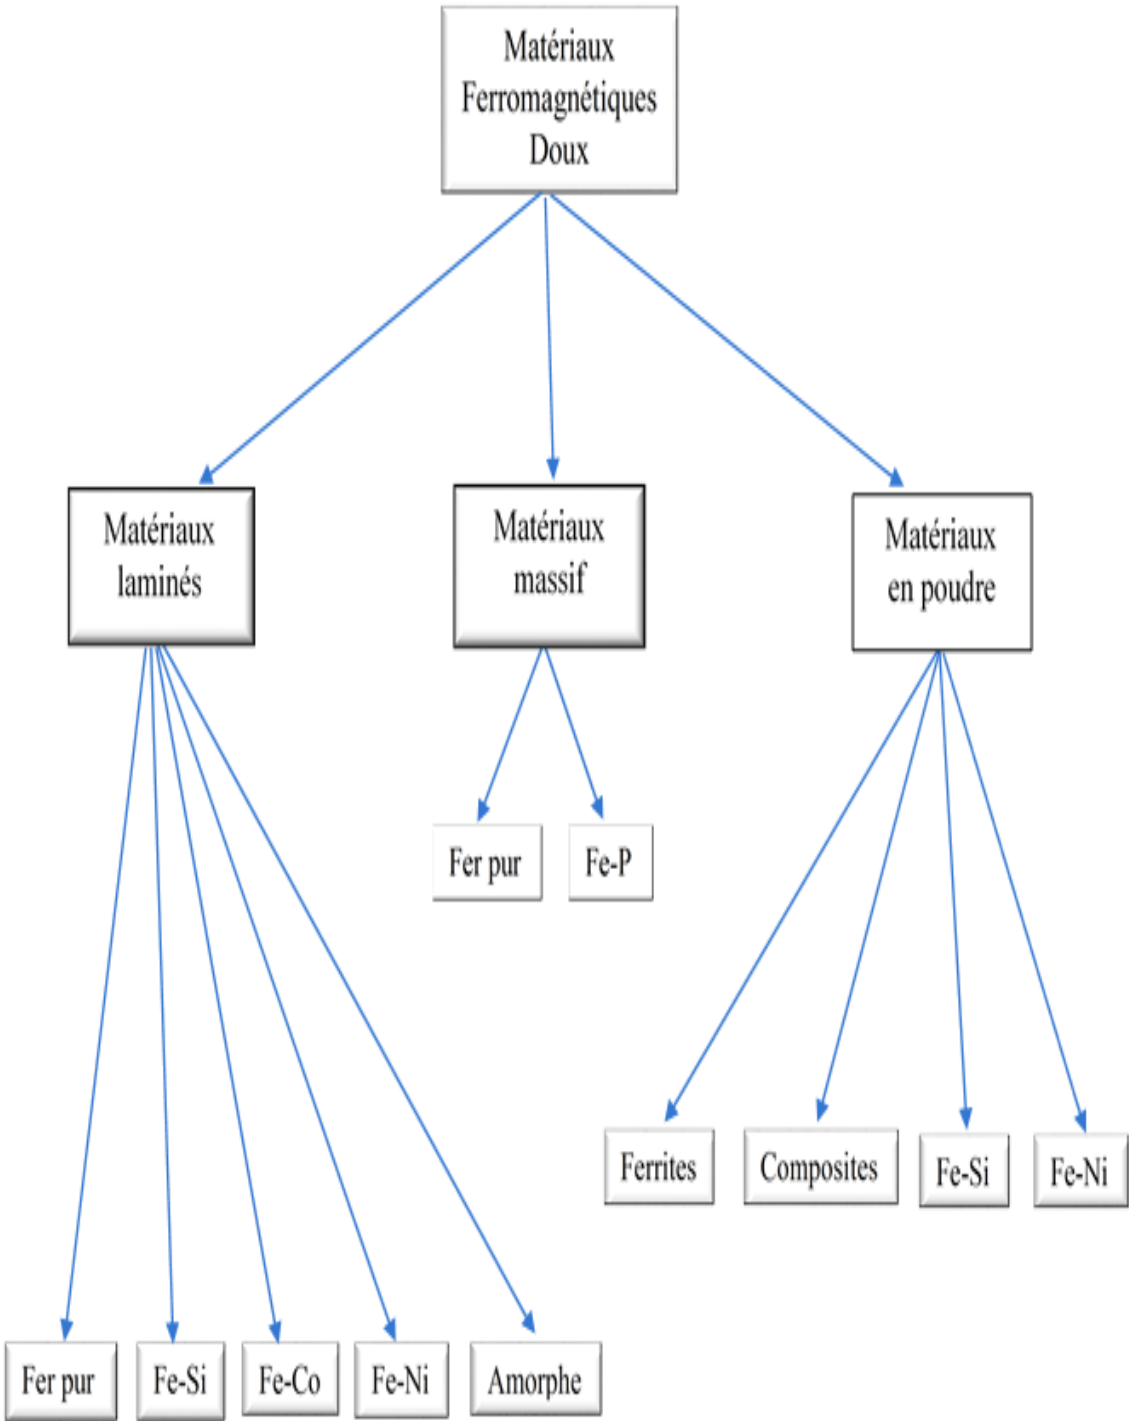 Matériaux
Ferromagnétiques
Doux
Matériaux
laminés
Matériaux
massif
Matériaux
en poudre
Fer pur
Fe-P
Ferrites
Composites
Fe-Si
Fe-Ni
Fer pur
Fe-Si
Fe-Co
Fe-Ni
Amorphe